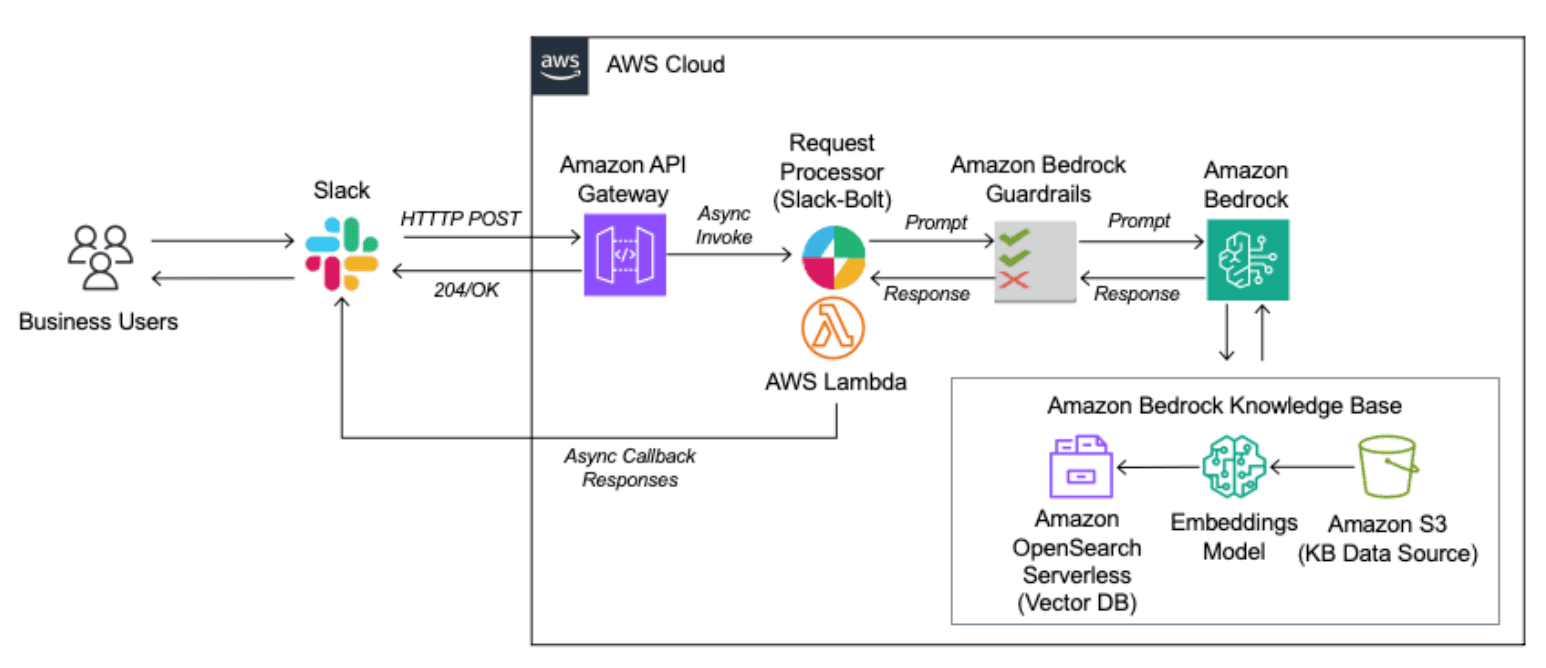 aws
AWS Cloud
Request
Processor
(Slack-Bolt)
Amazon API
Gateway
Amazon Bedrock
Guardrails
Amazon
Bedrock
Slack
HTTTP POST
Async
Invoke
Prompt
Prompt
</>
204/OK
Response
Response
Business Users
AWS Lambda
Async Callback
Responses
Amazon Bedrock Knowledge Base
Amazon
OpenSearch
Serverless
(Vector DB)
Embeddings
Model
Amazon S3
(KB Data Source)